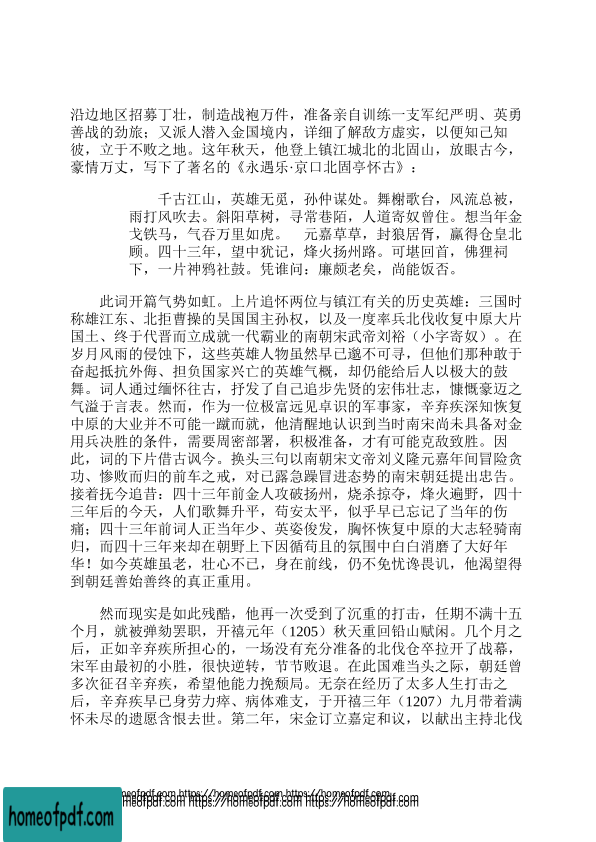 沿边地区招募丁壮，制造战袍万件，准备亲自训练一支军纪严明、英勇
善战的劲旅；又派人潜入金国境内，详细了解敌方虚实，以便知己知
彼，立于不败之地。这年秋天，他登上镇江城北的北固山，放眼古今，
豪情万丈，写下了著名的《永遇乐·京口北固亭怀古》：
千古江山，英雄无觅，孙仲谋处。舞榭歌台，风流总被，
雨打风吹去。斜阳草树，寻常巷陌，人道寄奴曾住。想当年金
戈铁马，气吞万里如虎。　元嘉草草，封狼居胥，赢得仓皇北
顾。四十三年，望中犹记，烽火扬州路。可堪回首，佛狸祠
下，一片神鸦社鼓。凭谁问：廉颇老矣，尚能饭否。
此词开篇气势如虹。上片追怀两位与镇江有关的历史英雄：三国时
称雄江东、北拒曹操的吴国国主孙权，以及一度率兵北伐收复中原大片
国土、终于代晋而立成就一代霸业的南朝宋武帝刘裕（小字寄奴）。在
岁月风雨的侵蚀下，这些英雄人物虽然早已邈不可寻，但他们那种敢于
奋起抵抗外侮、担负国家兴亡的英雄气概，却仍能给后人以极大的鼓
舞。词人通过缅怀往古，抒发了自己追步先贤的宏伟壮志，慷慨豪迈之
气溢于言表。然而，作为一位极富远见卓识的军事家，辛弃疾深知恢复
中原的大业并不可能一蹴而就，他清醒地认识到当时南宋尚未具备对金
用兵决胜的条件，需要周密部署，积极准备，才有可能克敌致胜。因
此，词的下片借古讽今。换头三句以南朝宋文帝刘义隆元嘉年间冒险贪
功、惨败而归的前车之戒，对已露急躁冒进态势的南宋朝廷提出忠告。
接着抚今追昔：四十三年前金人攻破扬州，烧杀掠夺，烽火遍野，四十
三年后的今天，人们歌舞升平，苟安太平，似乎早已忘记了当年的伤
痛；四十三年前词人正当年少、英姿俊发，胸怀恢复中原的大志轻骑南
归，而四十三年来却在朝野上下因循苟且的氛围中白白消磨了大好年
华！如今英雄虽老，壮心不已，身在前线，仍不免忧谗畏讥，他渴望得
到朝廷善始善终的真正重用。
然而现实是如此残酷，他再一次受到了沉重的打击，任期不满十五
个月，就被弹劾罢职，开禧元年（1205）秋天重回铅山赋闲。几个月之
后，正如辛弃疾所担心的，一场没有充分准备的北伐仓卒拉开了战幕，
宋军由最初的小胜，很快逆转，节节败退。在此国难当头之际，朝廷曾
多次征召辛弃疾，希望他能力挽颓局。无奈在经历了太多人生打击之
后，辛弃疾早已身劳力瘁、病体难支，于开禧三年（1207）九月带着满
怀未尽的遗愿含恨去世。第二年，宋金订立嘉定和议，以献出主持北伐
homeofpdf.com https://homeofpdf.com https://homeofpdf.com
homeofpdf.com https://homeofpdf.com https://homeofpdf.com
homeofpdf.com